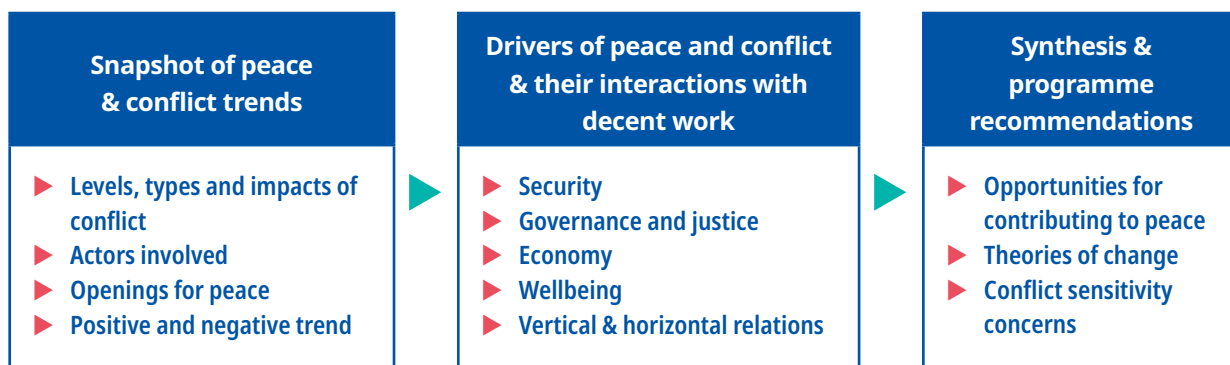 Snapshot of peace
& conflict trends
Levels, types and impacts of
conflict
Actors involved
Openings for peace
Positive and negative trend
Drivers of peace and conflict
& their interactions with
decent work
Security
Governance and justice
Economy
Wellbeing
Vertical & horizontal relations
Synthesis &
programme
recommendations
Opportunities for
contributing to peace
Theories of change
Conflict sensitivity
concerns